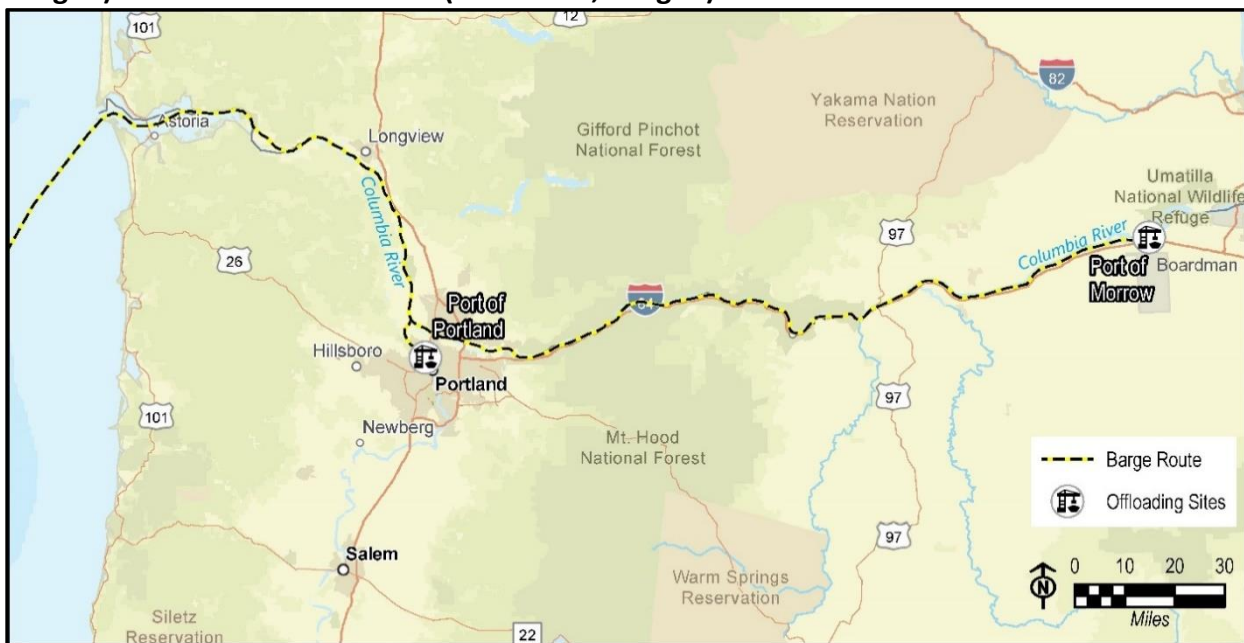 101
12
82
Yakama Nation
Reservation
Astoria
Longview
Gifford Pinchot
National Forest
Umatilla
National Wildlife
Refuge
Columbia River
97
Columbia River
26
Port of
Morrow
Boardman
Port of
Portland
84
Hillsboro
Portland
101
97
Newberg
Mt. Hood
National Forest
Barge Route
Offloading Sites
97
Salem
Warm Springs
Reservation
0 10 20 30
N
Miles
Siletz
Reservation
22